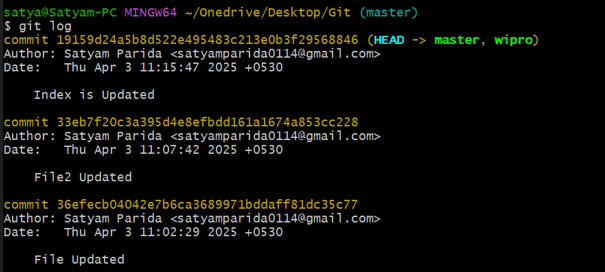 satya@Satyam-PC MINGW64 ~/Onedrive/Desktop/Git (master)
$ git log
commit 19159d24a5b8d522e495483c213e0b3f29568846 (HEAD -> master, wipro)
Author: Satyam Parida <satyamparida0114@gmail.com>
Date:   Thu Apr 3 11:15:47 2025 +0530
    Index is Updated
commit 33eb7f20c3a395d4e8efbdd161a1674a853cc228
Author: Satyam Parida <satyamparida0114@gmail.com>
Date:   Thu Apr 3 11:07:42 2025 +0530
    File2 Updated
commit 36efecb04042e7b6ca3689971bddaff81dc35c77
Author: Satyam Parida <satyamparida0114@gmail.com>
Date:   Thu Apr 3 11:02:29 2025 +0530
    File Updated